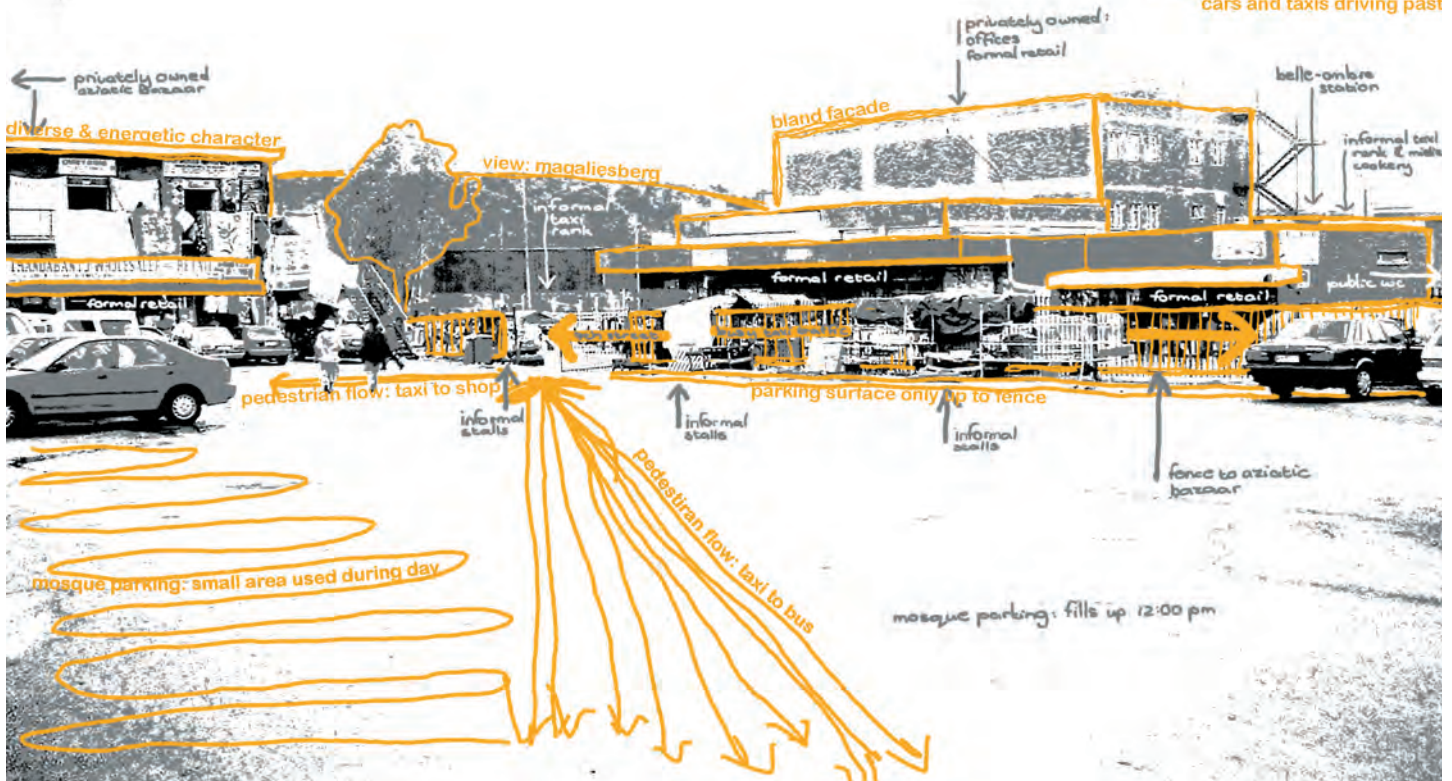 cars and taxis driving past
privately owned:
offices
formal retail
privately owned
aziatic bazaar
belle-ombre
station
diverse & energetic character
bland façade
informal taxi
rank & mielie
cookery
view: magaliesberg
informal
taxi
rank
formal retail
formal retail
formal retail
public wc
pedestrian flow: taxi to shop
parking surface only up to fence
informal
stalls
informal
stalls
informal
stalls
fence to aziatic
bazaar
pedestiran flow: taxi to bus
mosque parking: small area used during day
mosque parking: fills up 12:00 pm